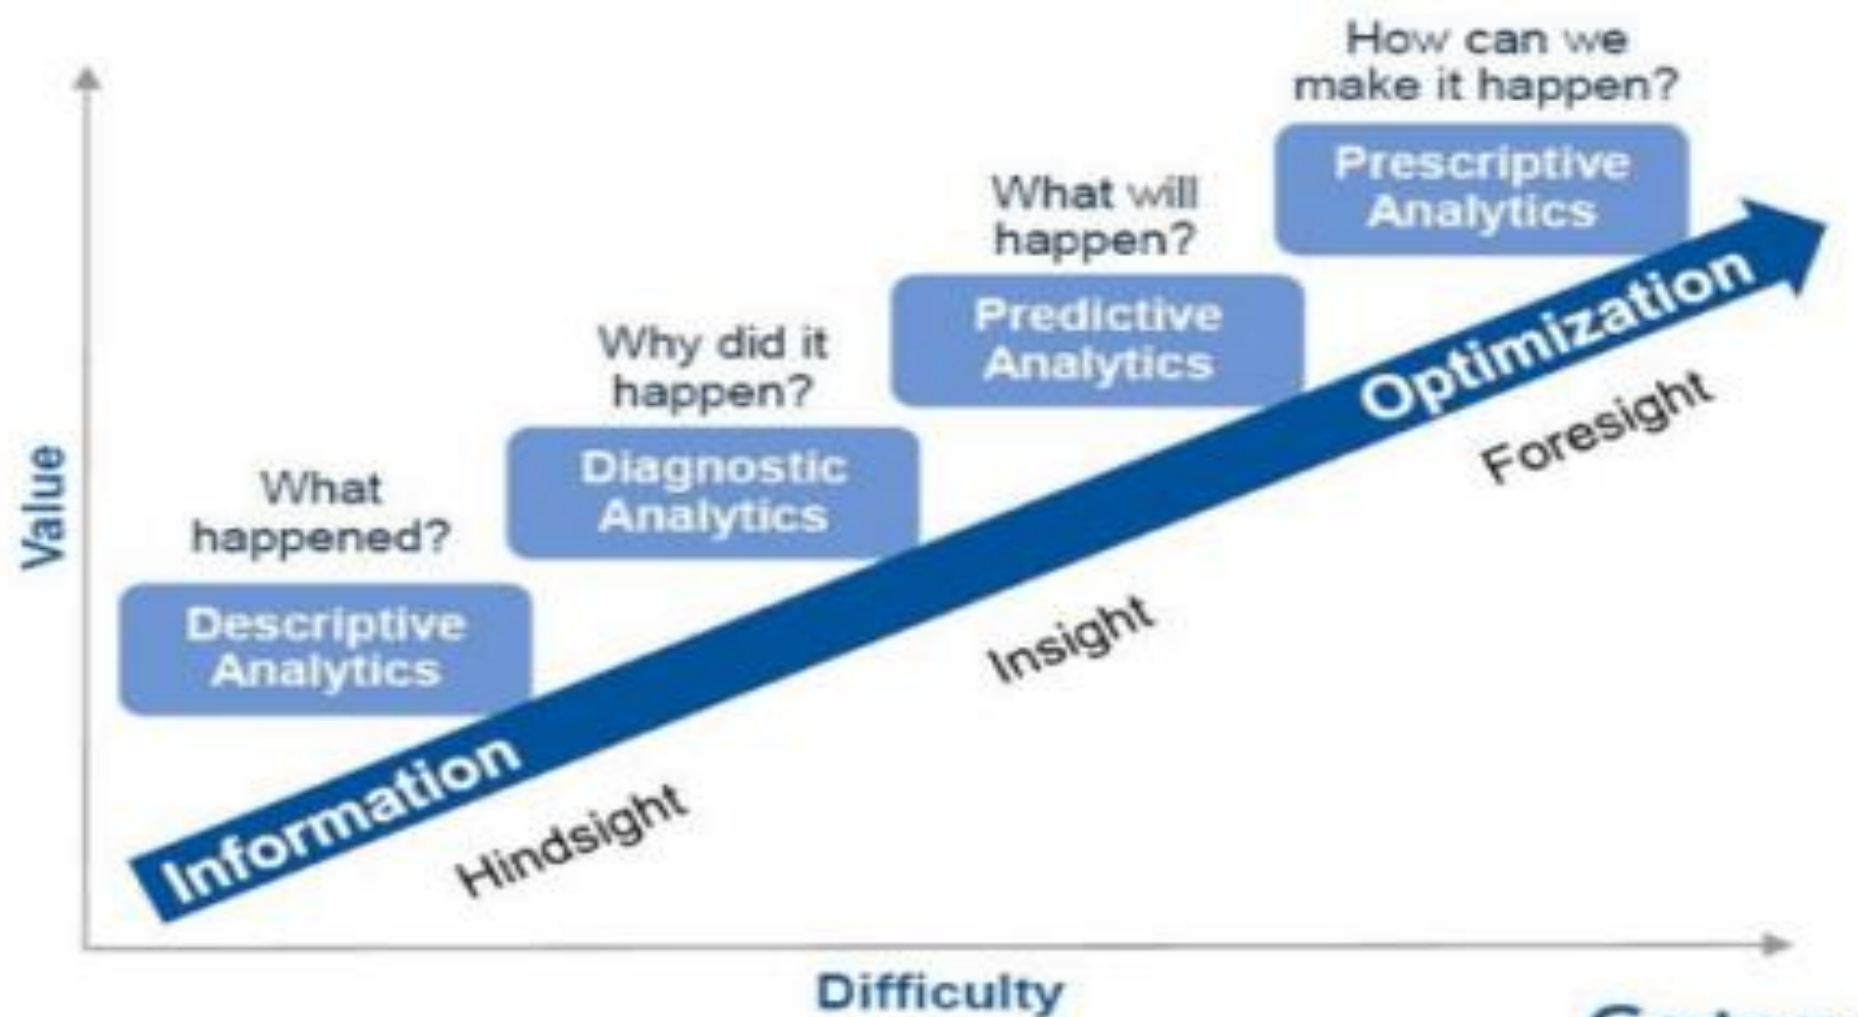 How can we
make it happen?
Prescriptive
Analytics
What will
happen?
Predictive
Analytics
Why did it
happen?
Diagnostic
Analytics
What
happened?
Descriptive
Analytics
Value
Information
Optimization
Hindsight
Insight
Foresight
Difficulty